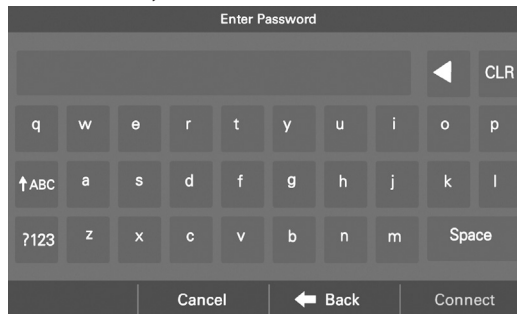 Enter Password
CLR
q w e r t y u i o p
↑ABC a s d f g h j k l
?123 z x c v b n m Space
Cancel Back Connect